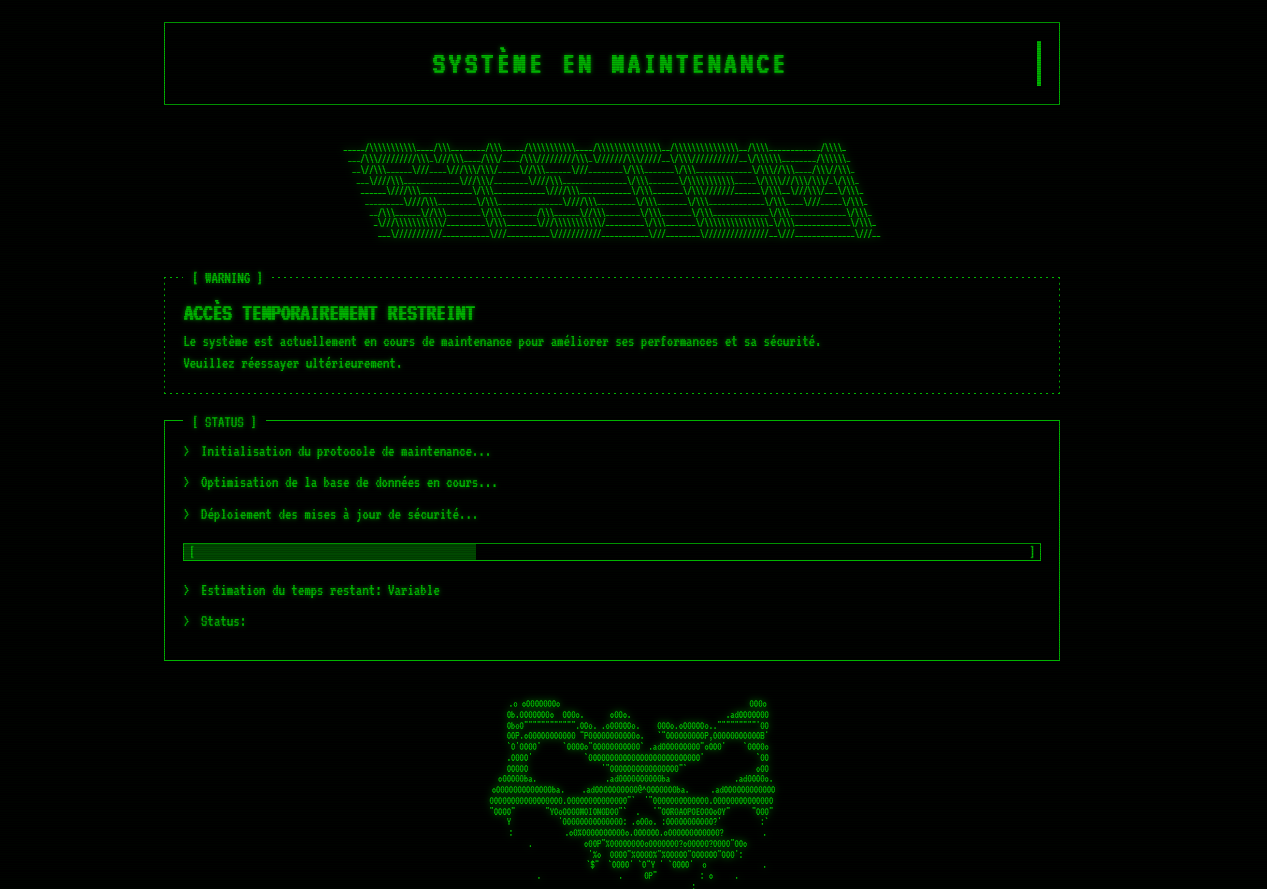 SYSTÈME EN MAINTENANCE
SYSTEM
[ WARNING ]
ACCÈS TEMPORAIREMENT RESTREINT
Le système est actuellement en cours de maintenance pour améliorer ses performances et sa sécurité.
Veuillez réessayer ultérieurement.
[ STATUS ]
> Initialisation du protocole de maintenance...
> Optimisation de la base de données en cours...
> Déploiement des mises à jour de sécurité...
[ ]
> Estimation du temps restant: Variable
> Status: